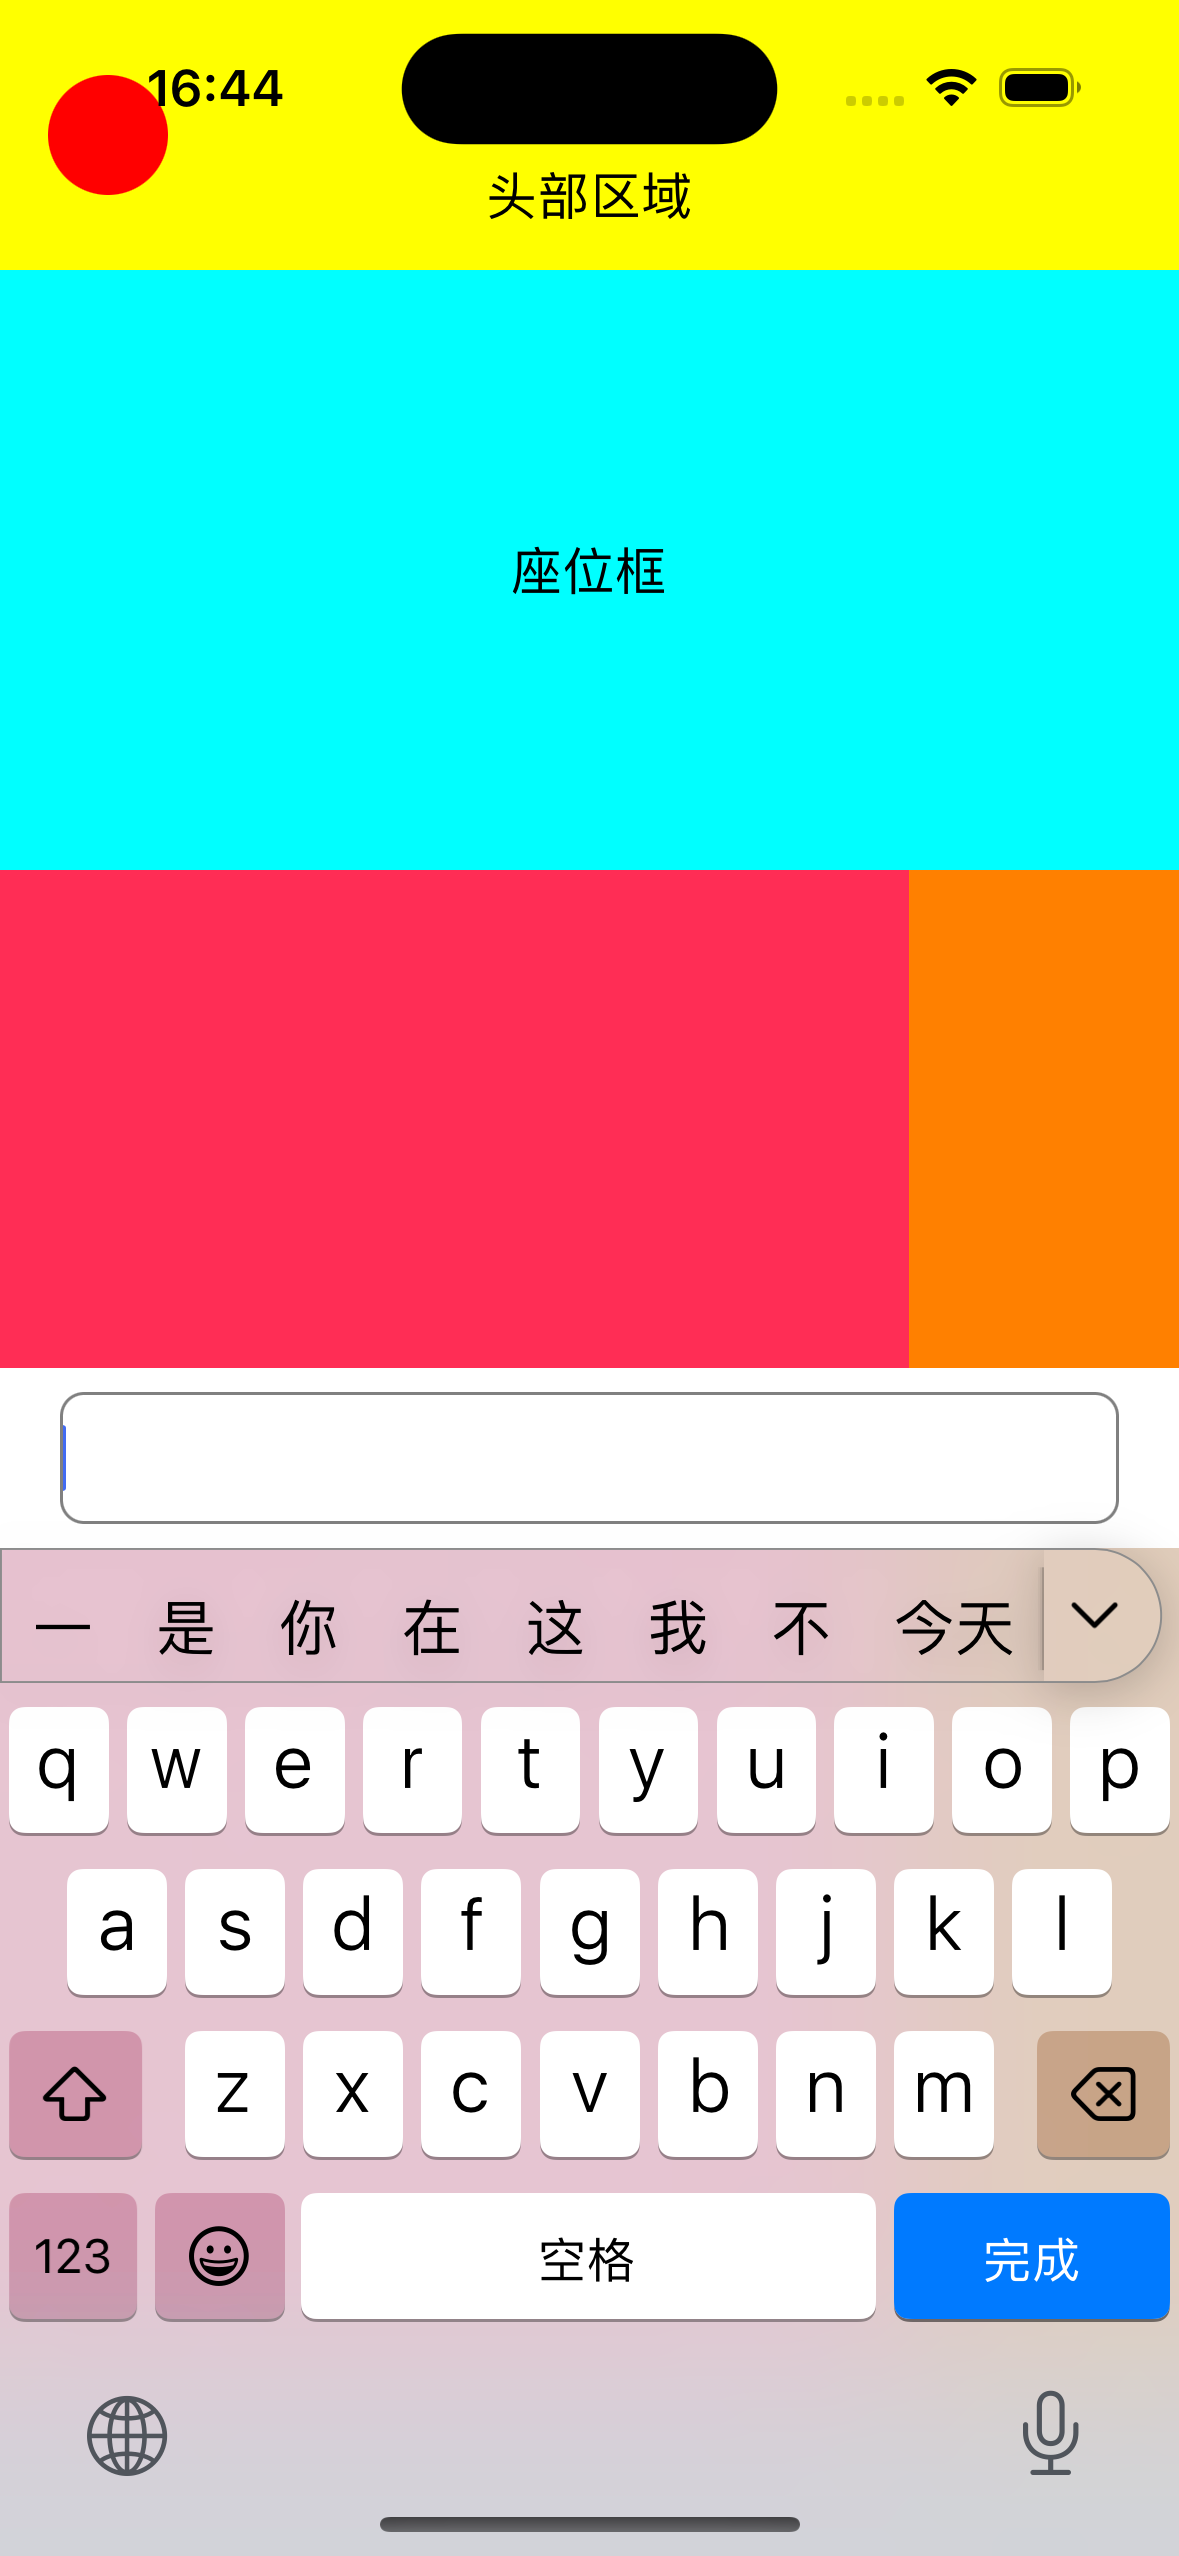 16:44
头部区域
座位框
一 是 你 在 这 我 不 今天
q w e r t y u i o p
a s d f g h j k l
z x c v b n m
123 空格 完成